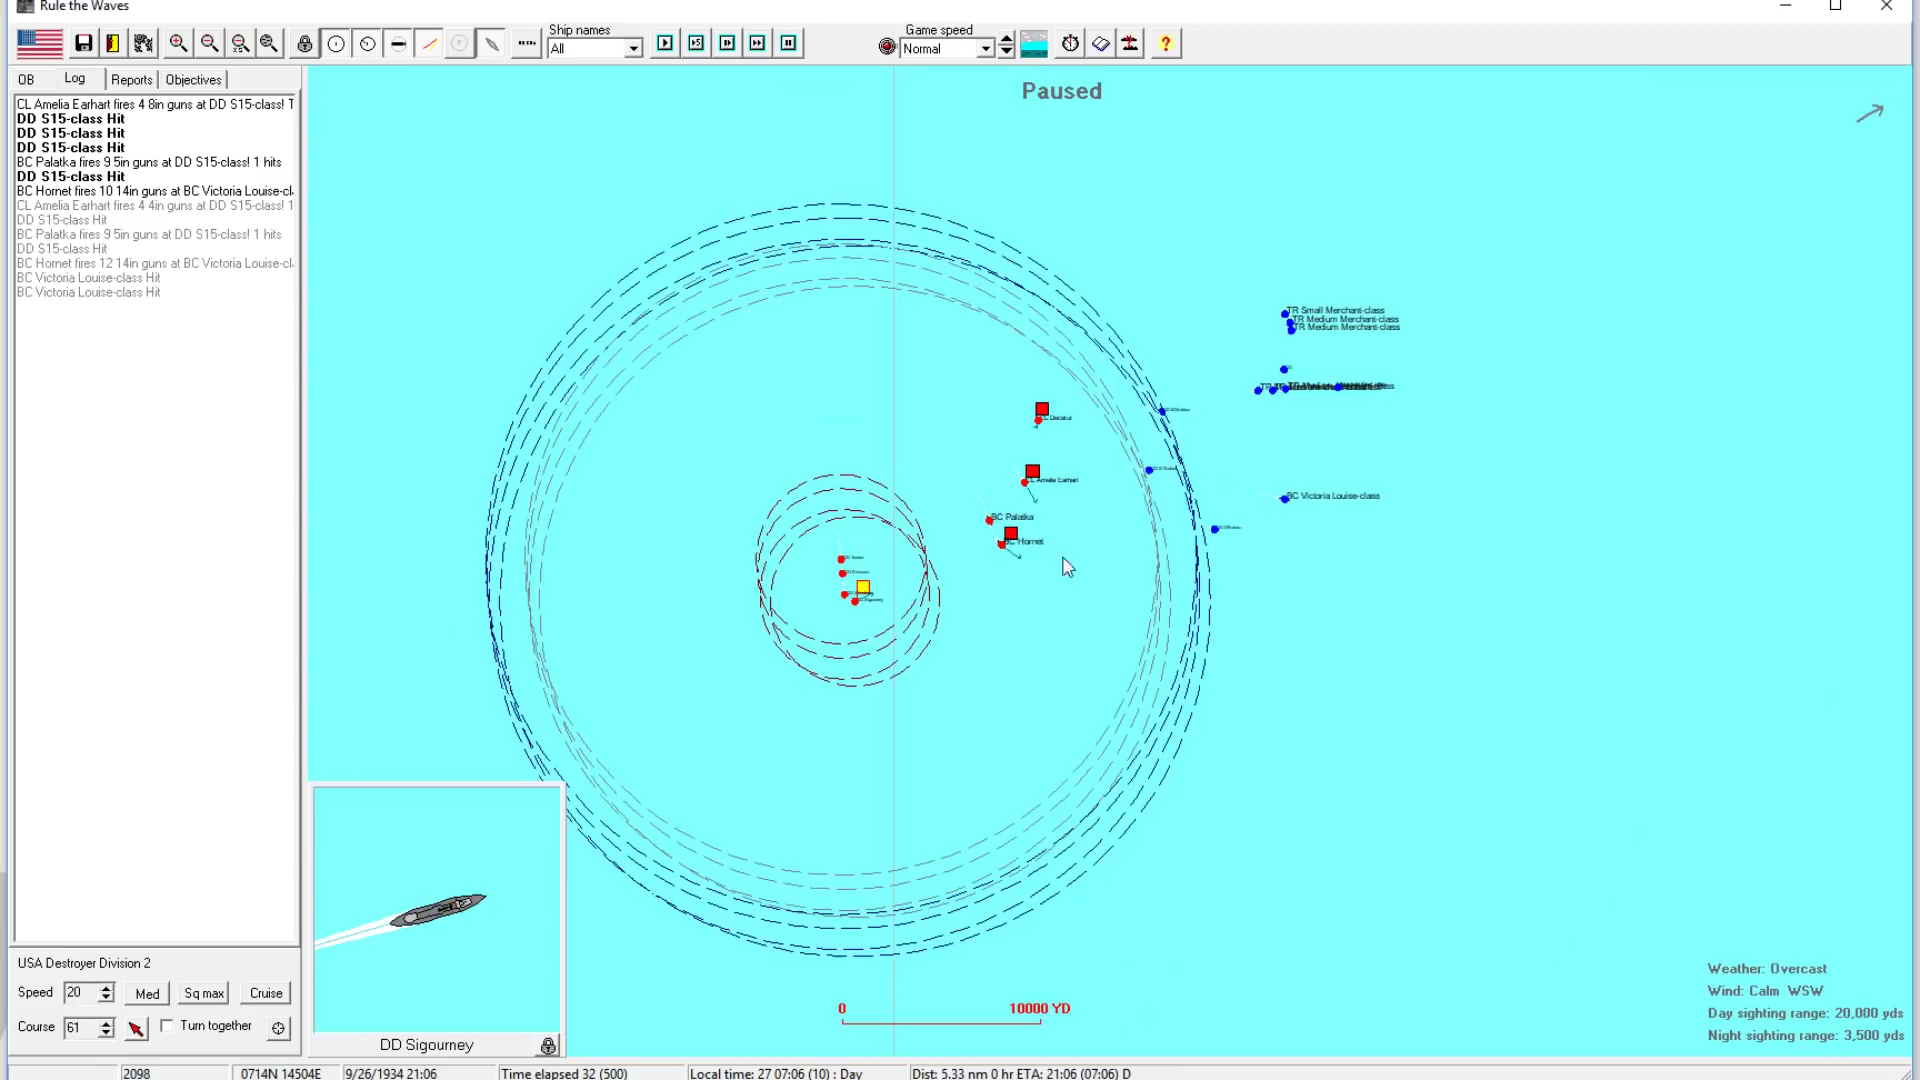 Rule the Waves
Ship names
All
Game speed
Normal
OB
Log
Reports
Objectives
CL Amelia Earhart fires 4 8in guns at DD S15-class! T
DD S15-class Hit
DD S15-class Hit
DD S15-class Hit
BC Palatka fires 9 5in guns at DD S15-class! 1 hits
DD S15-class Hit
BC Hornet fires 10 14in guns at BC Victoria Louise-cl
CL Amelia Earhart fires 4 4in guns at DD S15-class! 1
DD S15-class Hit
BC Palatka fires 9 5in guns at DD S15-class! 1 hits
DD S15-class Hit
BC Hornet fires 12 14in guns at BC Victoria Louise-cl
BC Victoria Louise-class Hit
BC Victoria Louise-class Hit
Paused
TR Small Merchant-class
TR Medium Merchant-class
TR Medium Merchant-class
Decatur
Amelia Earhart
BC Victoria Louise-class
BC Palatka
BC Hornet
USA Destroyer Division 2
Speed 20 Med Sq max Cruise
Course 61 Turn together
DD Sigourney
0 10000 YD
Weather: Overcast
Wind: Calm WSW
Day sighting range: 20,000 yds
Night sighting range: 3,500 yds
2098
0714N 14504E
9/26/1934 21:06
Time elapsed 32 (500)
Local time: 27 07:06 (10) : Day
Dist: 5.33 nm 0 hr ETA: 21:06 (07:06) D